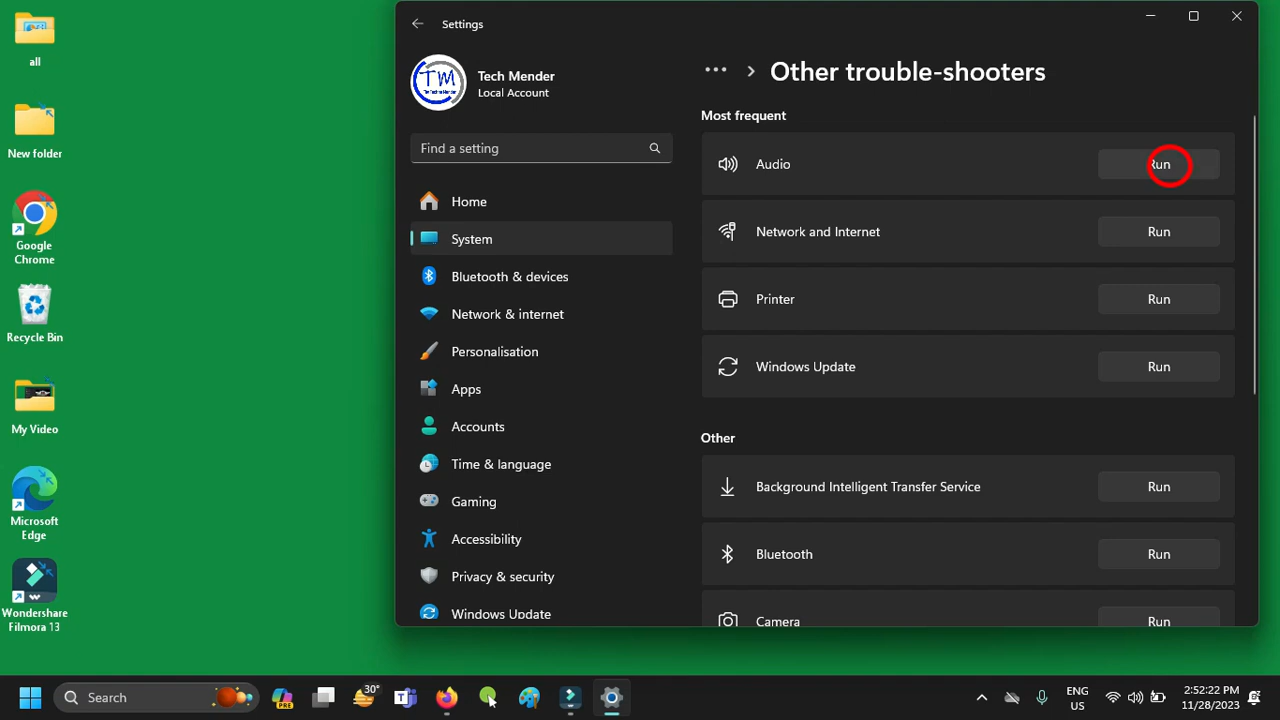 all
New folder
Google
Chrome
Recycle Bin
My Video
Microsoft
Edge
Wondershare
Filmora 13
Settings
TM
Tech Mender
Local Account
Find a setting
Home
System
Bluetooth & devices
Network & internet
Personalisation
Apps
Accounts
Time & language
Gaming
Accessibility
Privacy & security
Windows Update
Other trouble-shooters
Most frequent
Audio
Run
Network and Internet
Run
Printer
Run
Windows Update
Run
Other
Background Intelligent Transfer Service
Run
Bluetooth
Run
Camera
Run
Search
PRE
30°
ENG
US
2:52:22 PM
11/28/2023